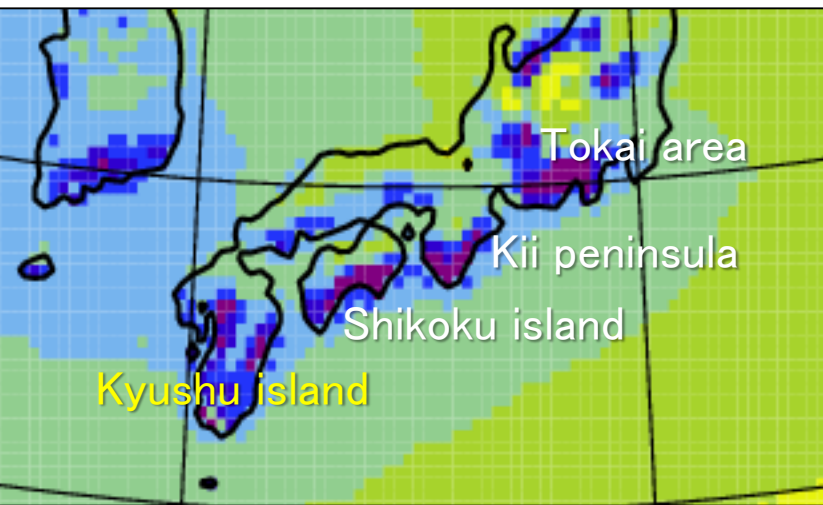 Tokai area
Kii peninsula
Shikoku island
Kyushu island